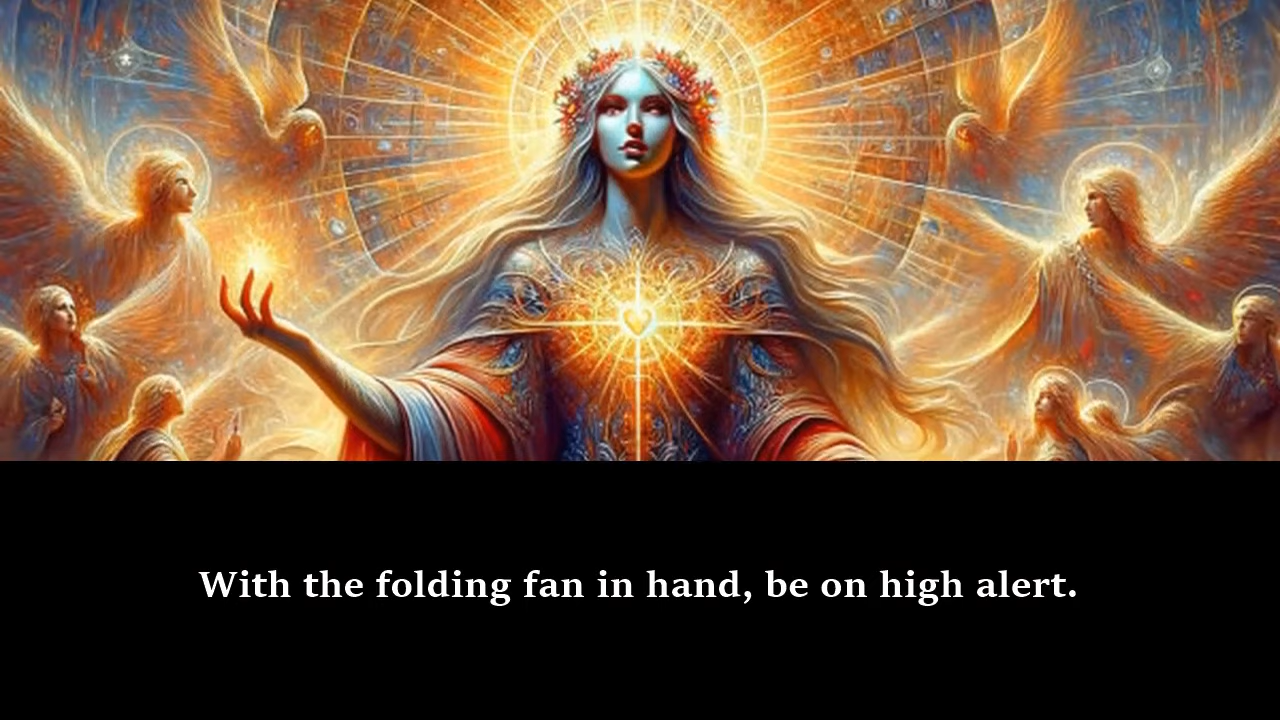 With the folding fan in hand, be on high alert.